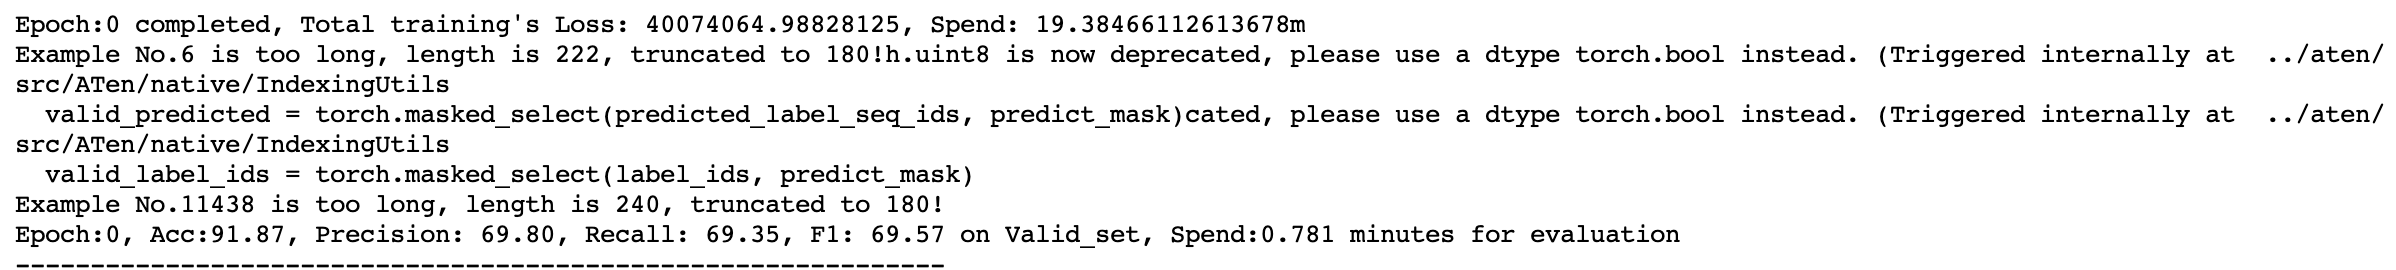 Epoch:0 completed, Total training's Loss: 40074064.98828125, Spend: 19.38466112613678m
Example No.6 is too long, length is 222, truncated to 180!h.uint8 is now deprecated, please use a dtype torch.bool instead. (Triggered internally at  ../aten/
src/ATen/native/IndexingUtils
  valid_predicted = torch.masked_select(predicted_label_seq_ids, predict_mask)cated, please use a dtype torch.bool instead. (Triggered internally at  ../aten/
src/ATen/native/IndexingUtils
  valid_label_ids = torch.masked_select(label_ids, predict_mask)
Example No.11438 is too long, length is 240, truncated to 180!
Epoch:0, Acc:91.87, Precision: 69.80, Recall: 69.35, F1: 69.57 on Valid_set, Spend:0.781 minutes for evaluation
--------------------------------------------------------------